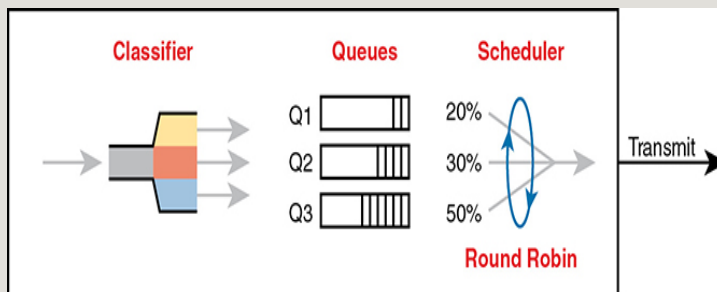 Classifier
Queues
Scheduler
Q1
20%
Q2
30%
Transmit
Q3
50%
Round Robin